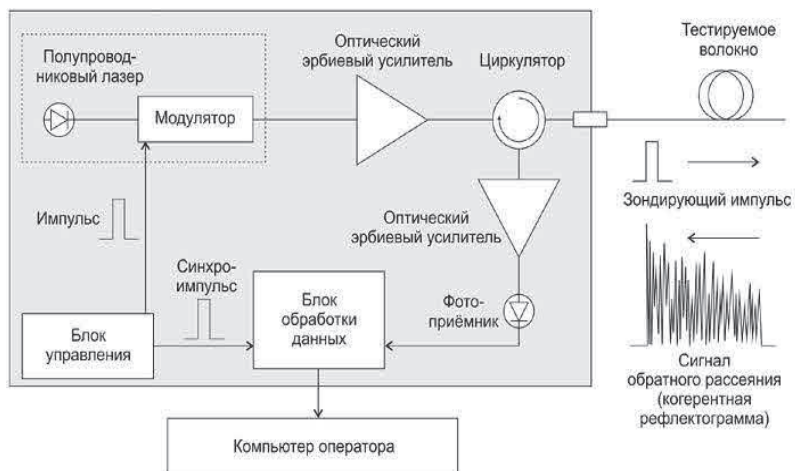 Полупровод-
никовый лазер
Модулятор
Оптический
эрбиевый усилитель
Циркулятор
Тестируемое
волокно
Зондирующий импульс
Импульс
Оптический
эрбиевый усилитель
Синхро-
импульс
Блок
управления
Блок
обработки
данных
Фото-
приёмник
Сигнал
обратного рассеяния
(когерентная
рефлектограмма)
Компьютер оператора